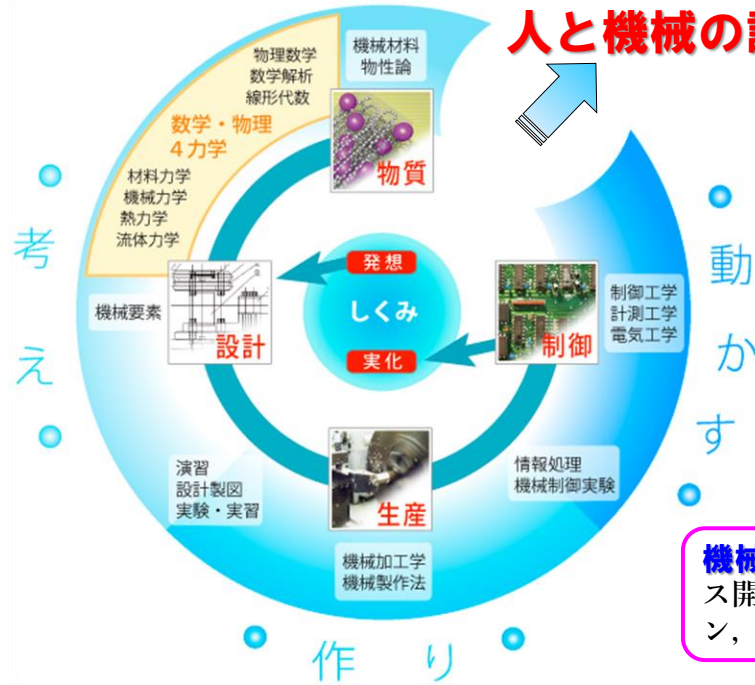 人と機械の
物理数学
数学解析
線形代数
数学・物理
4力学
材料力学
機械力学
熱力学
流体力学
機械材料
物性論
物質
発想
しくみ
実化
機械要素
設計
制御
制御工学
計測工学
電気工学
演習
設計製図
実験・実習
生産
機械加工学
機械製作法
情報処理
機械制御実験
考え
作り
動かす
機械
ス開
ン,